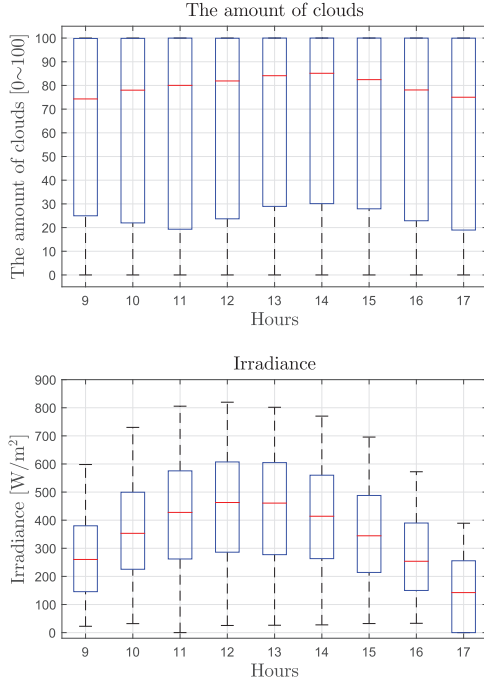 The amount of clouds
The amount of clouds [0~100]
100
90
80
70
60
50
40
30
20
10
0
9 10 11 12 13 14 15 16 17
Hours
Irradiance
Irradiance [W/m²]
900
800
700
600
500
400
300
200
100
0
9 10 11 12 13 14 15 16 17
Hours